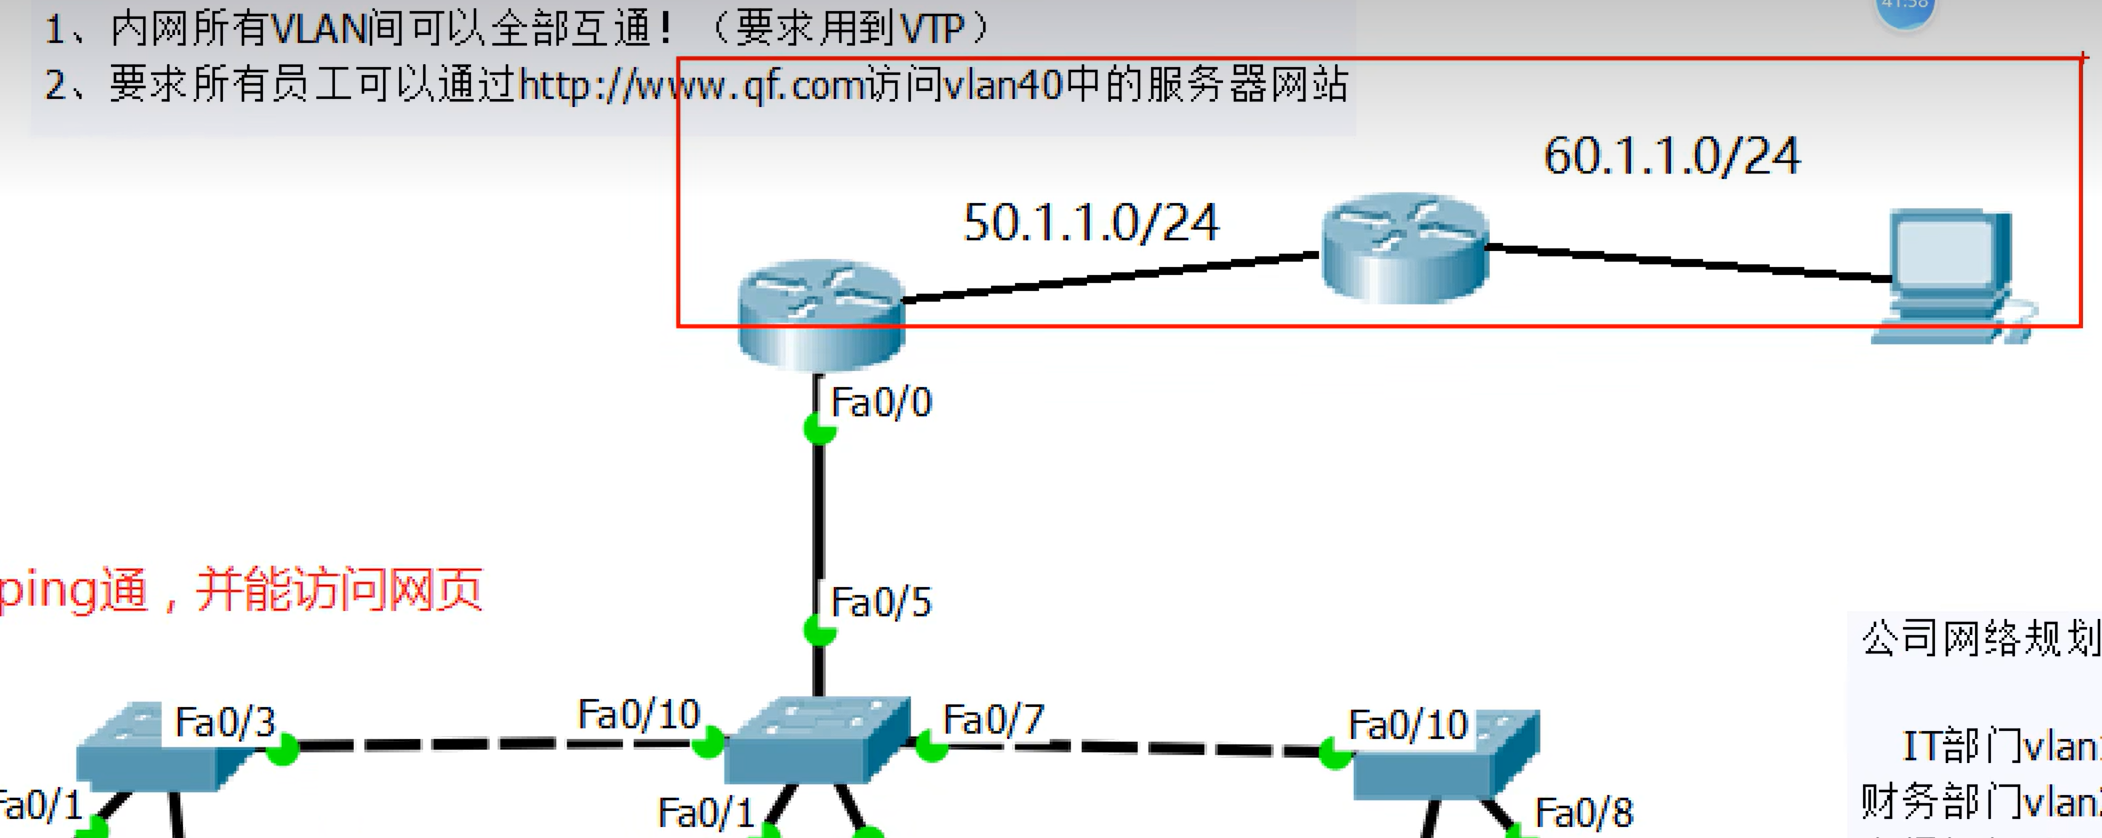 41:58
1、内网所有VLAN间可以全部互通！（要求用到VTP）
2、要求所有员工可以通过http://www.qf.com访问vlan40中的服务器网站
60.1.1.0/24
50.1.1.0/24
Fa0/0
ping通，并能访问网页
Fa0/5
公司网络规划
Fa0/3
Fa0/10
Fa0/7
Fa0/10
IT部门vlan
财务部门vlan
Fa0/1
Fa0/1
Fa0/8